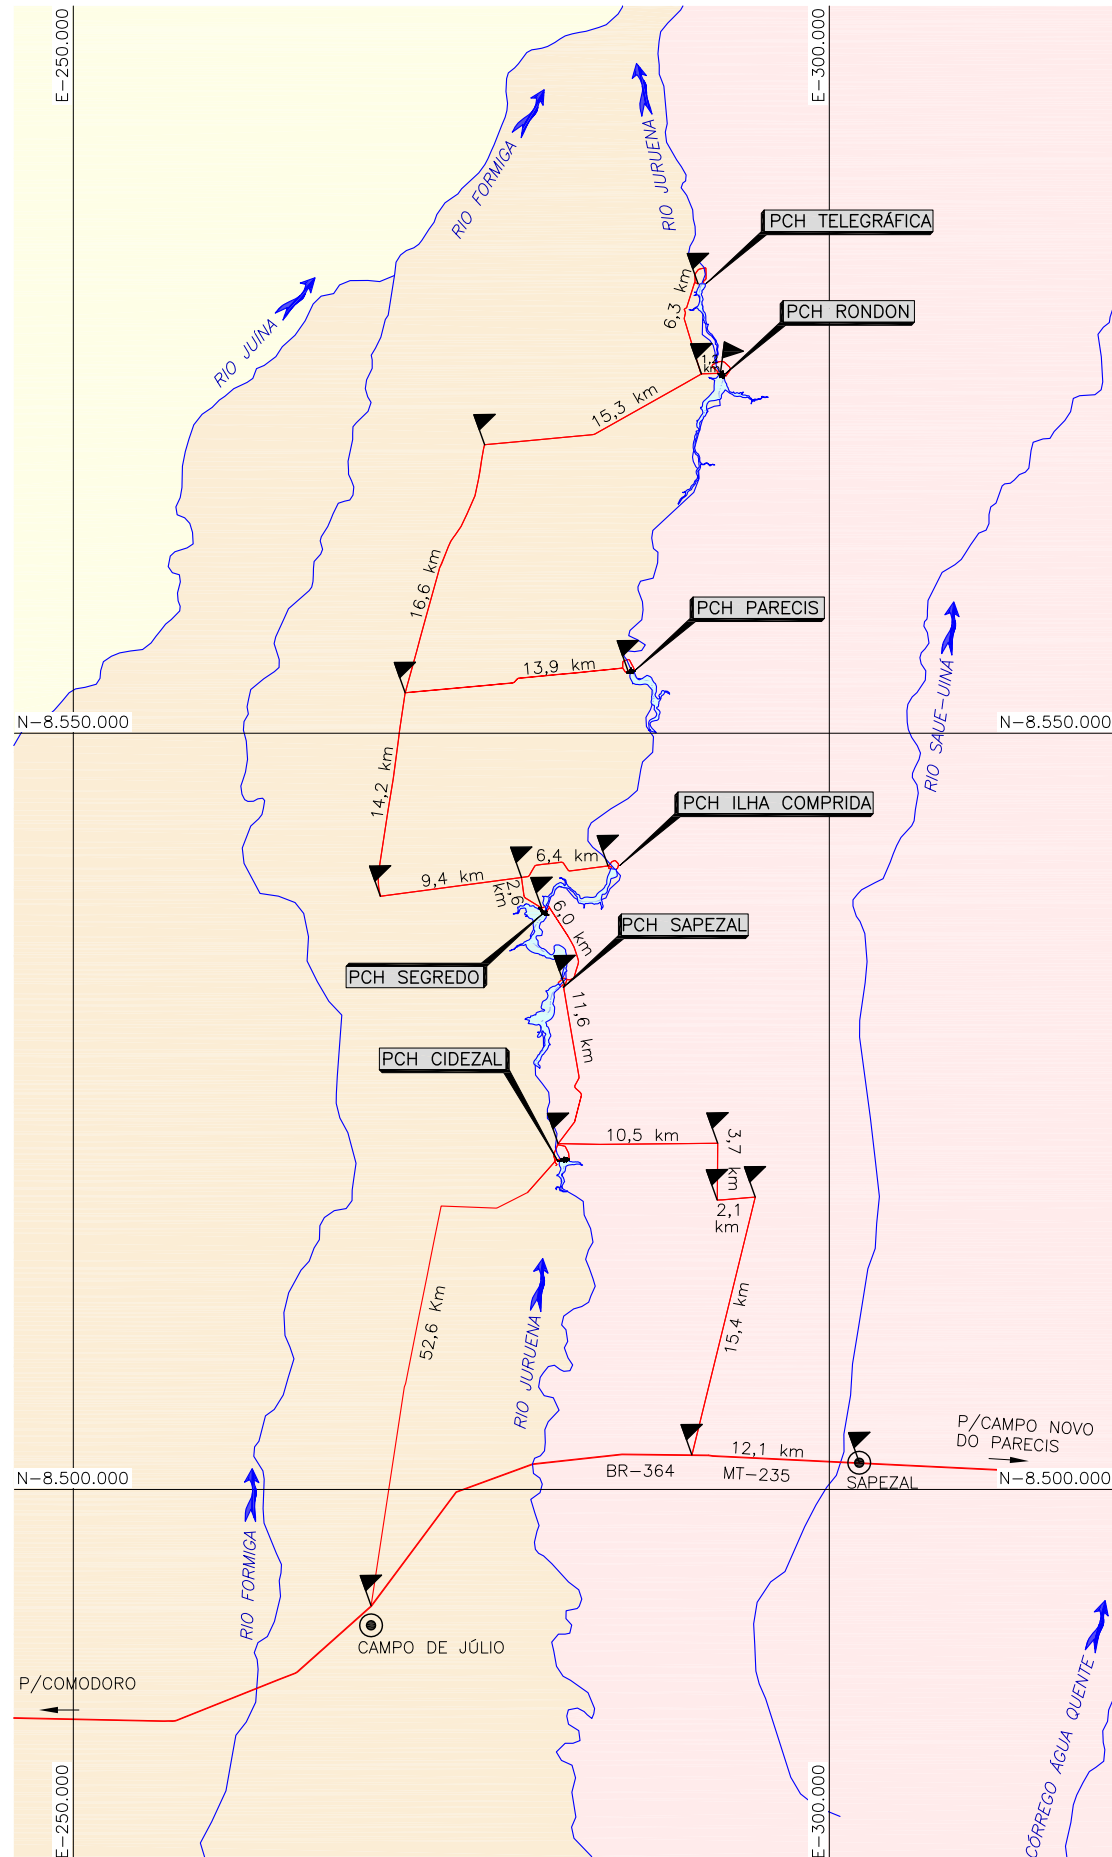 E-250.000
E-300.000
RIO FORMIGA
RIO JURUENA
PCH TELEGRÁFICA
RIO JUÍNA
6,3 km
PCH RONDON
km
15,3 km
16,6 km
PCH PARECIS
13,9 km
RIO SAUE-UINÁ
N-8.550.000
N-8.550.000
14,2 km
PCH ILHA COMPRIDA
6,4 km
9,4 km
2,6
km
6,0 km
PCH SAPEZAL
PCH SEGREDO
11,6 km
PCH CIDEZAL
10,5 km
3,7 km
2,1
km
52,6 Km
15,4 km
RIO JURUENA
P/CAMPO NOVO
DO PARECIS
12,1 km
BR-364
MT-235
SAPEZAL
N-8.500.000
N-8.500.000
RIO FORMIGA
CAMPO DE JÚLIO
P/COMODORO
CÓRREGO ÁGUA QUENTE
E-250.000
E-300.000